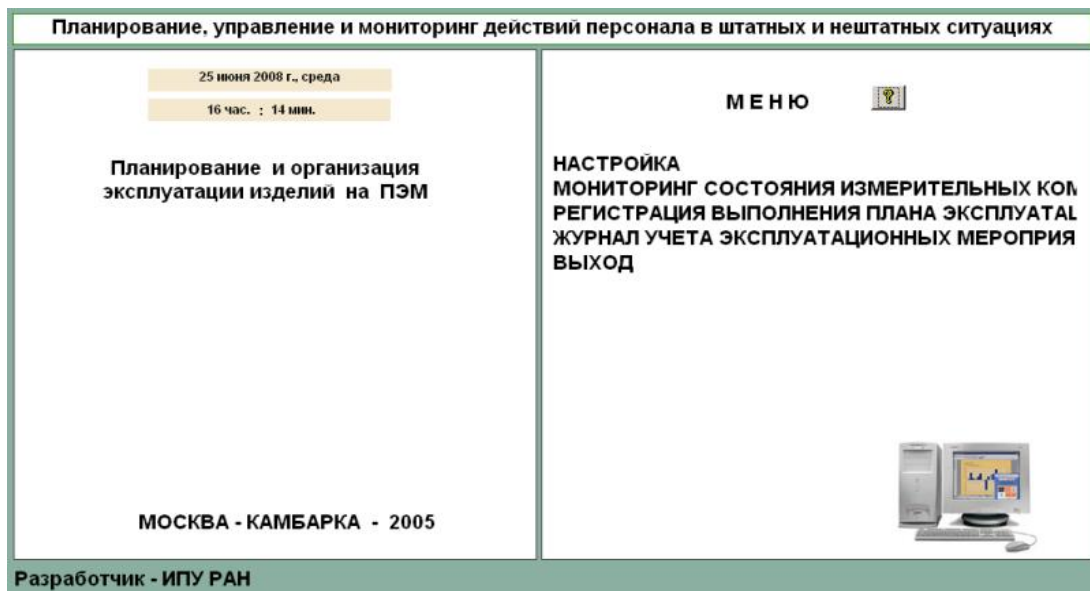 Планирование, управление и мониторинг действий персонала в штатных и нештатных ситуациях
25 июня 2008 г., среда
16 час. : 14 мин.
Планирование и организация
эксплуатации изделий на ПЭМ
МОСКВА - КАМБАРКА - 2005
М Е Н Ю ?
НАСТРОЙКА
МОНИТОРИНГ СОСТОЯНИЯ ИЗМЕРИТЕЛЬНЫХ КОМ
РЕГИСТРАЦИЯ ВЫПОЛНЕНИЯ ПЛАНА ЭКСПЛУАТАЦ
ЖУРНАЛ УЧЕТА ЭКСПЛУАТАЦИОННЫХ МЕРОПРИЯ
ВЫХОД
Разработчик - ИПУ РАН